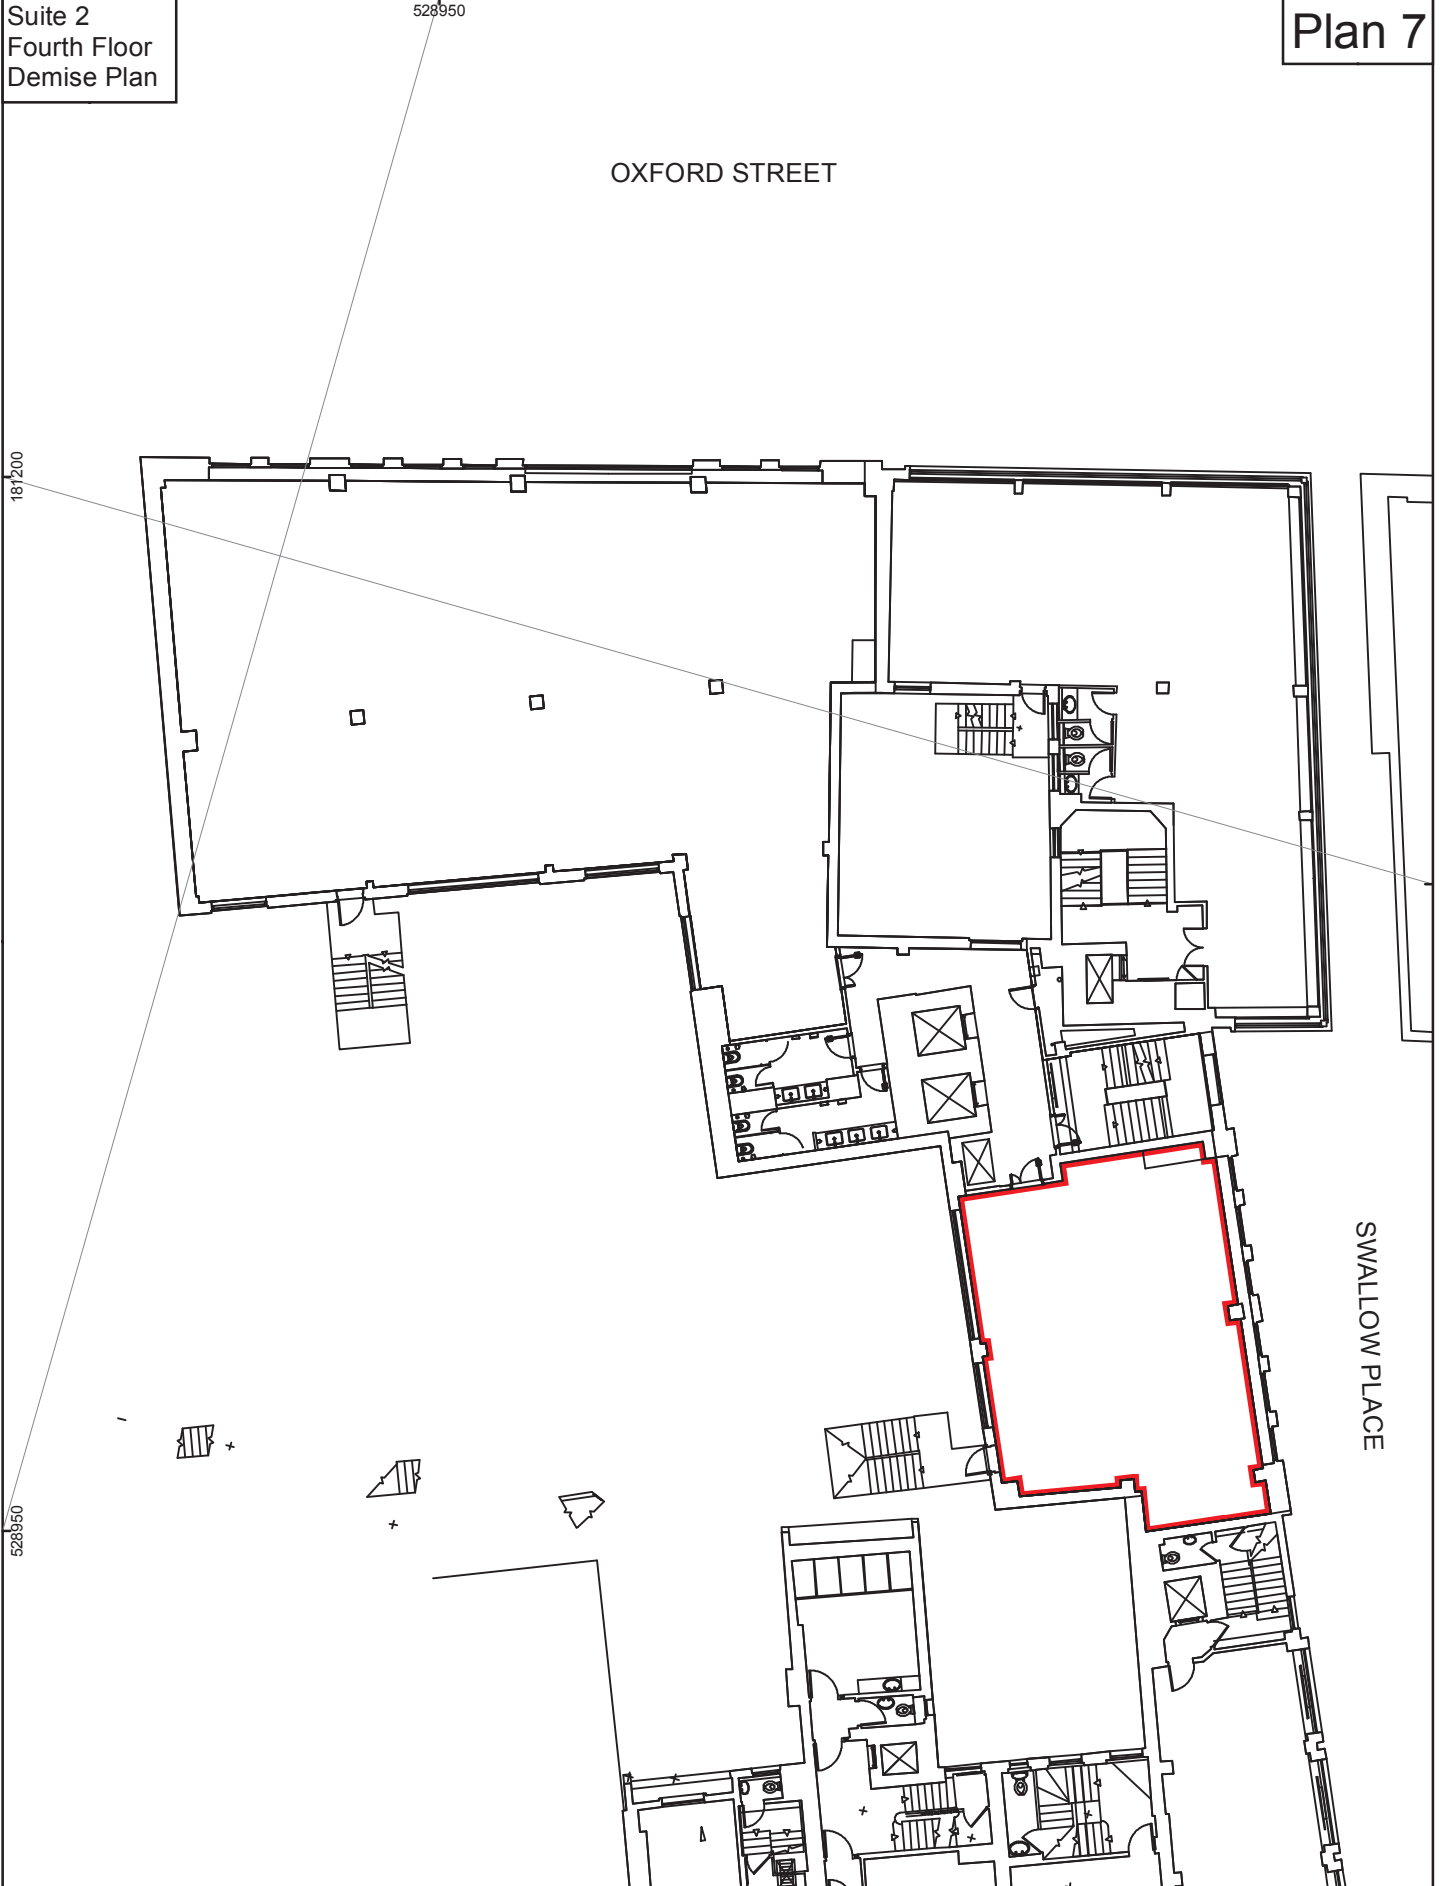 Suite 2
Fourth Floor
Demise Plan
528950
Plan 7
OXFORD STREET
181200
SWALLOW PLACE
528950